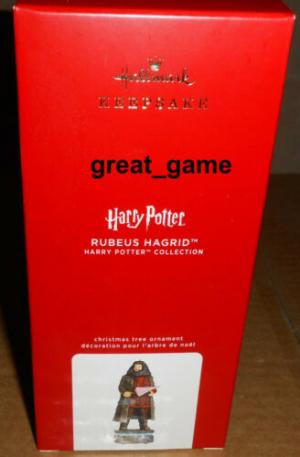 Hallmark
KEEPSAKE
great_game
Harry Potter
RUBEUS HAGRID™
HARRY POTTER™ COLLECTION
christmas tree ornament
décoration pour l'arbre de noël